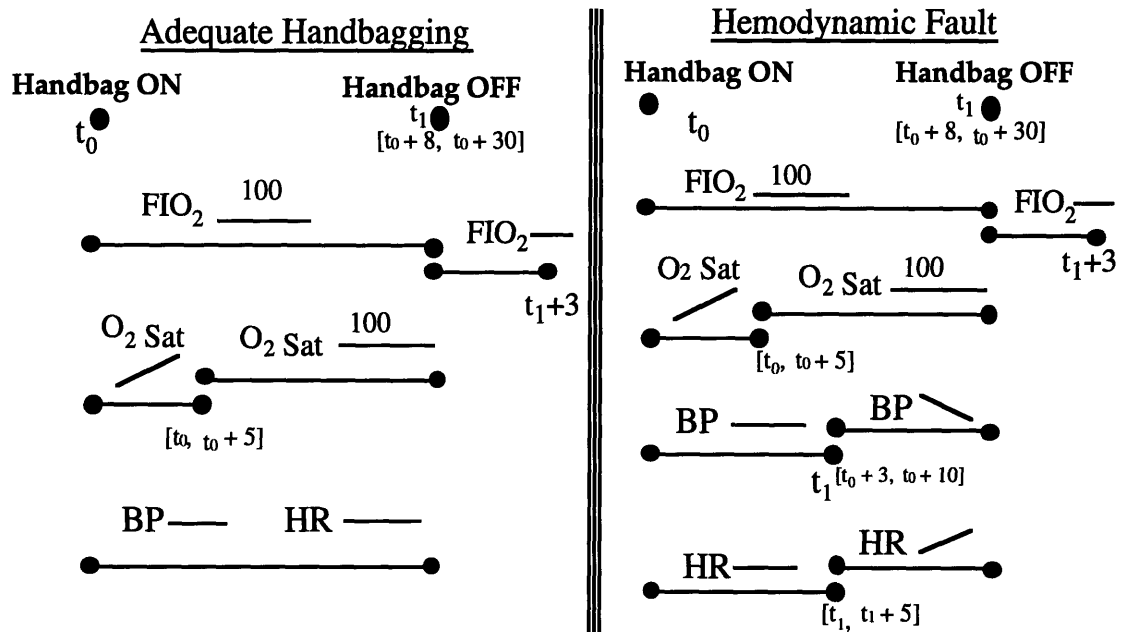 Adequate Handbagging
Handbag ON Handbag OFF
t0 t1
[t0 + 8, t0 + 30]
FIO2 100
FIO2
t1+3
O2 Sat O2 Sat 100
[t0, t0 + 5]
BP HR
Hemodynamic Fault
Handbag ON Handbag OFF
t0 t1
[t0 + 8, t0 + 30]
FIO2 100 FIO2
t1+3
O2 Sat O2 Sat 100
[t0, t0 + 5]
BP BP
t1 [t0 + 3, t0 + 10]
HR HR
[t1, t1 + 5]